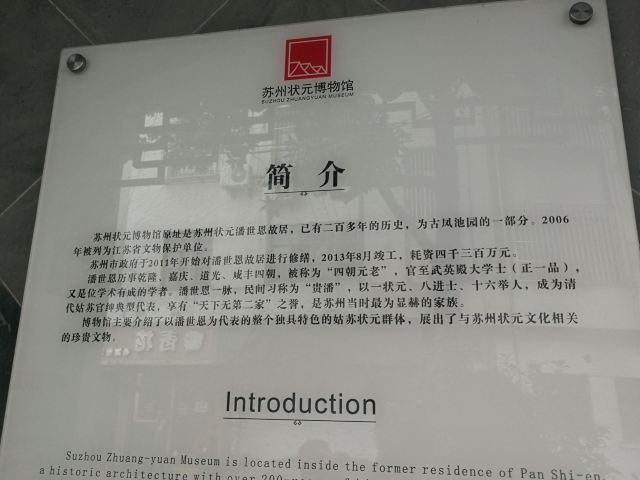 苏州状元博物馆
SUZHOU ZHUANGYUAN MUSEUM
简 介
苏州状元博物馆原址是苏州状元潘世恩故居，已有二百多年的历史，为古凤池园的一部分。2006
年被列为江苏省文物保护单位。
苏州市政府于2011年开始对潘世恩故居进行修缮，2013年8月竣工，耗资四千三百万元。
潘世恩历事乾隆、嘉庆、道光、咸丰四朝，被称为“四朝元老”，官至武英殿大学士（正一品），
又是位学术有成的学者。潘世恩一脉，民间习称为“贵潘”，以一状元、八进士、十六举人，成为清
代姑苏官绅典型代表，享有“天下无第二家”之誉，是苏州当时最为显赫的家族。
博物馆主要介绍了以潘世恩为代表的整个独具特色的姑苏状元群体，展出了与苏州状元文化相关
的珍贵文物。
Introduction
Suzhou Zhuang-yuan Museum is located inside the former residence of Pan Shi-en,
a historic architecture with over 200